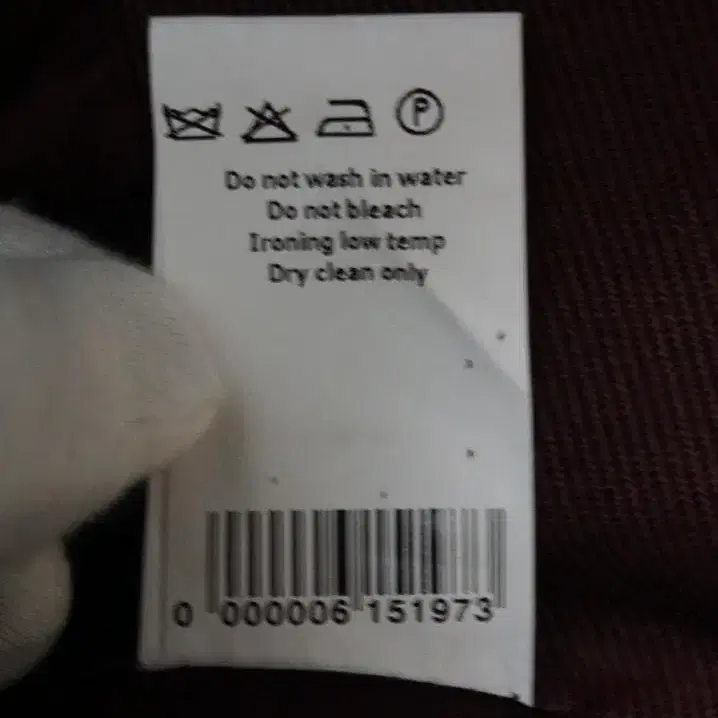 P
Do not wash in water
Do not bleach
Ironing low temp
Dry clean only
0 000006 151973